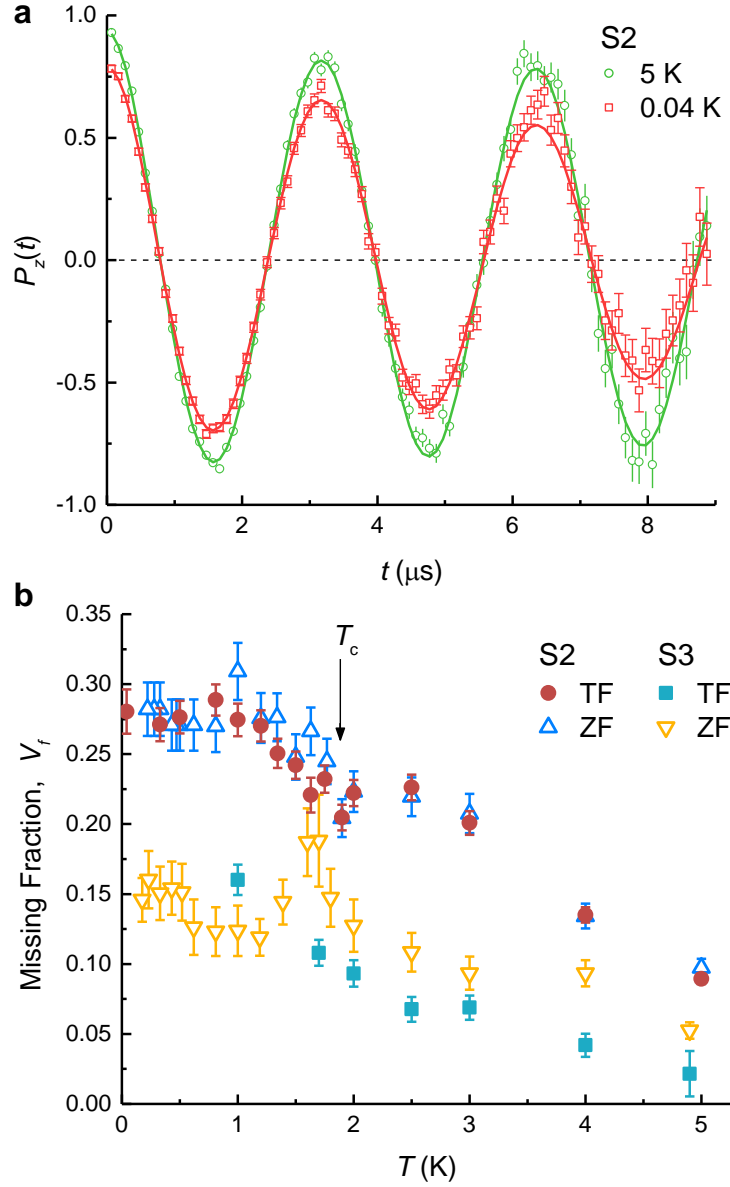 a
1.0
0.5
0.0
-0.5
-1.0
P_z(t)
S2
5 K
0.04 K
0 2 4 6 8
t (μs)
b
0.35
0.30
0.25
0.20
0.15
0.10
0.05
0.00
Missing Fraction, V_f
T_c
S2 S3
TF TF
ZF ZF
0 1 2 3 4 5
T (K)